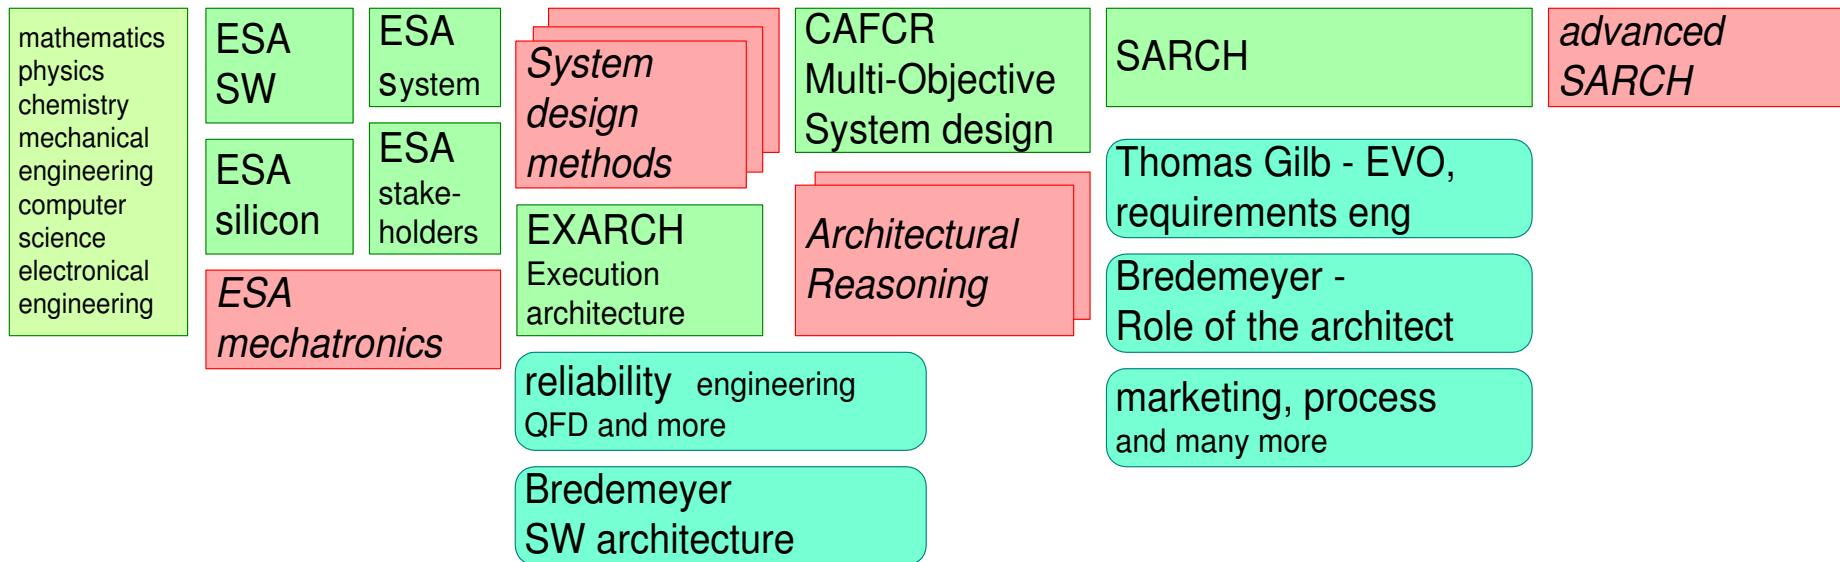 mathematics
physics
chemistry
mechanical
engineering
computer
science
electronical
engineering
ESA
SW
ESA
system
ESA
silicon
ESA
stake-
holders
ESA
mechatronics
System
design
methods
EXARCH
Execution
architecture
reliability engineering
QFD and more
Bredemeyer
SW architecture
CAFCR
Multi-Objective
System design
Architectural
Reasoning
SARCH
Thomas Gilb - EVO,
requirements eng
Bredemeyer -
Role of the architect
marketing, process
and many more
advanced
SARCH